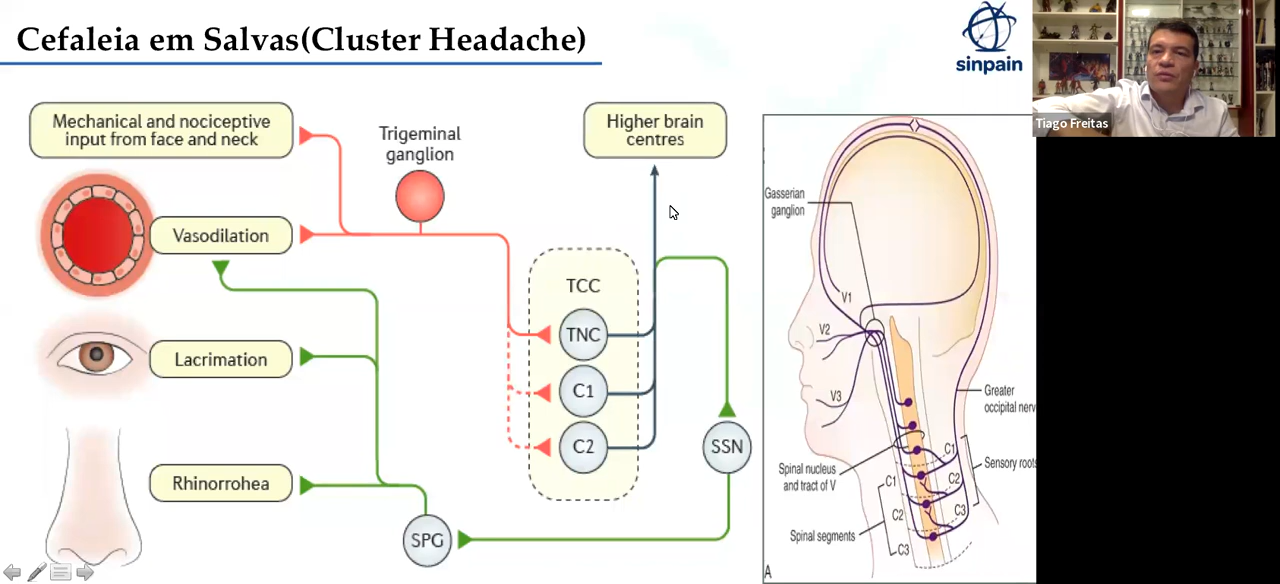 Cefaleia em Salvas(Cluster Headache)
sinpain
Tiago Freitas
Mechanical and nociceptive
input from face and neck
Trigeminal
ganglion
Higher brain
centres
Vasodilation
TCC
TNC
C1
C2
Lacrimation
SSN
Rhinorrohea
SPG
Gasserian
ganglion
V1
V2
V3
Greater
occipital nerv
Spinal nucleus
and tract of V
C1
Sensory roots
C1
C2
C2
C3
Spinal segments
C3
A